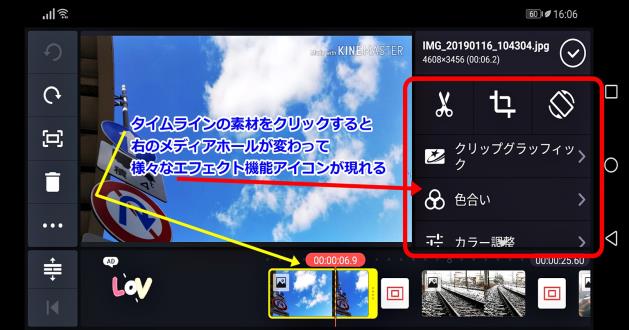 60 16:06
Made with KINEMASTER
IMG_20190116_104304.jpg
4608×3456 (00:06.2)
タイムラインの素材をクリックすると
右のメディアホールが変わって
様々なエフェクト機能アイコンが現れる
クリップグラッフィッ
ク
色合い
カラー調整
横
AD
LOV
00:00:06.9
00:00:25.60